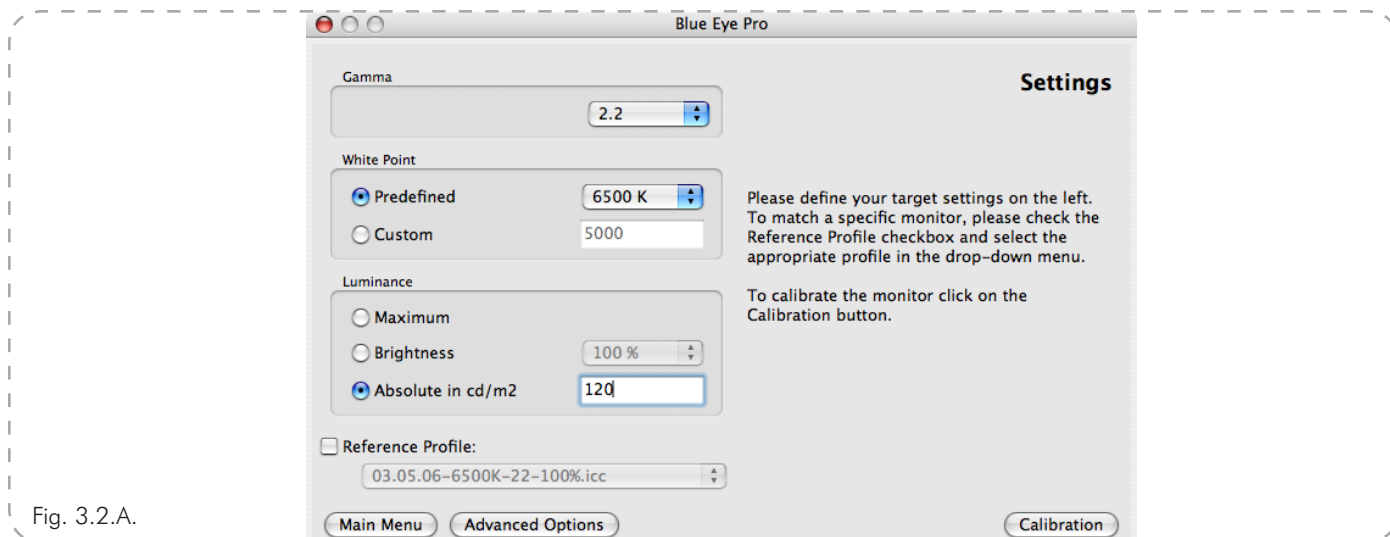 Blue Eye Pro
Settings
Gamma
2.2
White Point
Predefined
6500 K
Custom
5000
Luminance
Maximum
Brightness
100 %
Absolute in cd/m2
120
Reference Profile:
03.05.06-6500K-22-100%.icc
Please define your target settings on the left.
To match a specific monitor, please check the
Reference Profile checkbox and select the
appropriate profile in the drop-down menu.
To calibrate the monitor click on the
Calibration button.
Main Menu
Advanced Options
Calibration
Fig. 3.2.A.